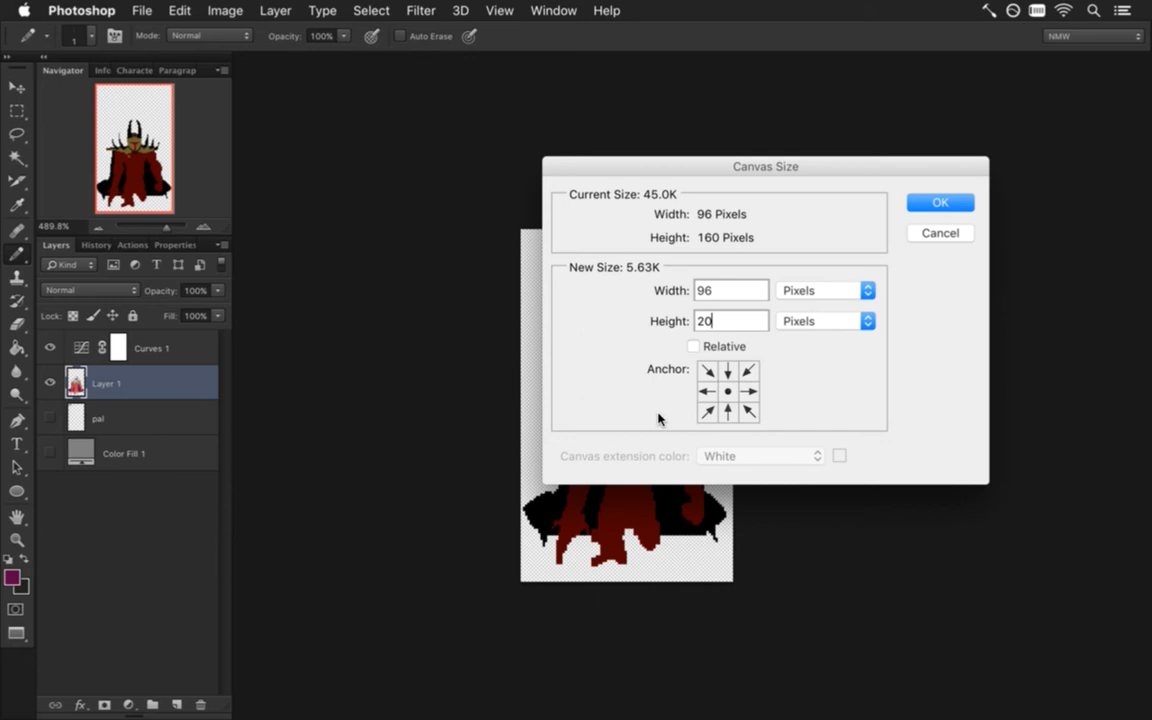 Photoshop File Edit Image Layer Type Select Filter 3D View Window Help
1 Mode: Normal Opacity: 100% Auto Erase NMW
Navigator Info Characte Paragrap
489.8%
Layers History Actions Properties
Kind
Normal Opacity: 100%
Lock: Fill: 100%
Curves 1
Layer 1
pal
Color Fill 1
Canvas Size
Current Size: 45.0K
Width: 96 Pixels
Height: 160 Pixels
OK
Cancel
New Size: 5.63K
Width: 96 Pixels
Height: 20 Pixels
Relative
Anchor:
Canvas extension color: White